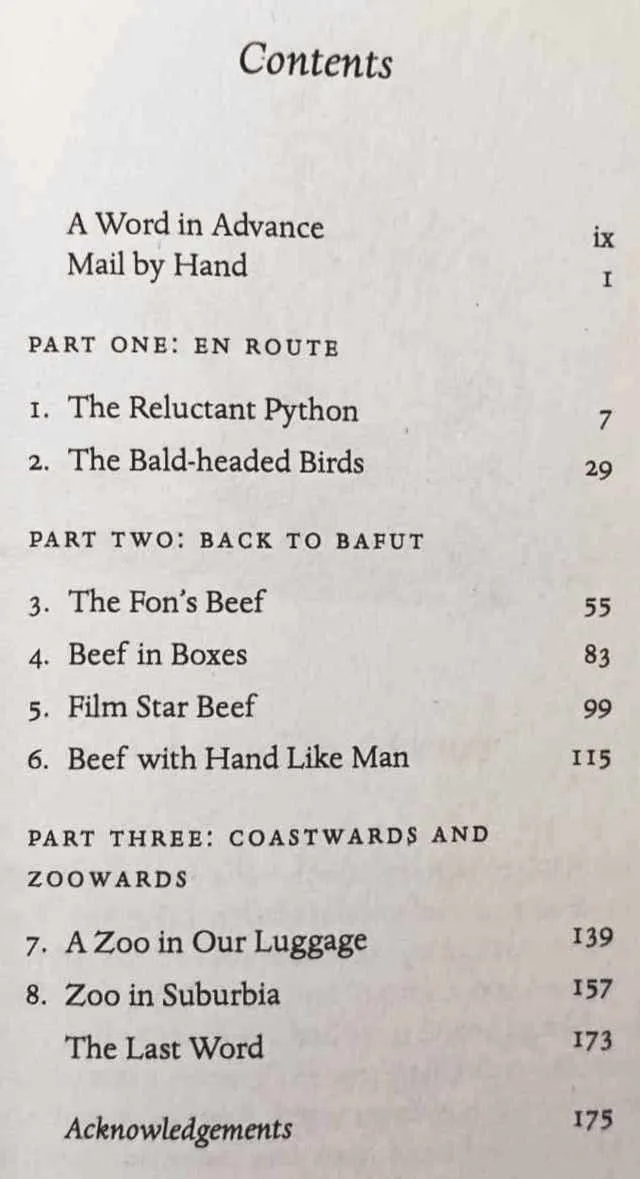 Contents
A Word in Advance ix
Mail by Hand 1
PART ONE: EN ROUTE
1. The Reluctant Python 7
2. The Bald-headed Birds 29
PART TWO: BACK TO BAFUT
3. The Fon's Beef 55
4. Beef in Boxes 83
5. Film Star Beef 99
6. Beef with Hand Like Man 115
PART THREE: COASTWARDS AND
ZOOWARDS
7. A Zoo in Our Luggage 139
8. Zoo in Suburbia 157
The Last Word 173
Acknowledgements 175